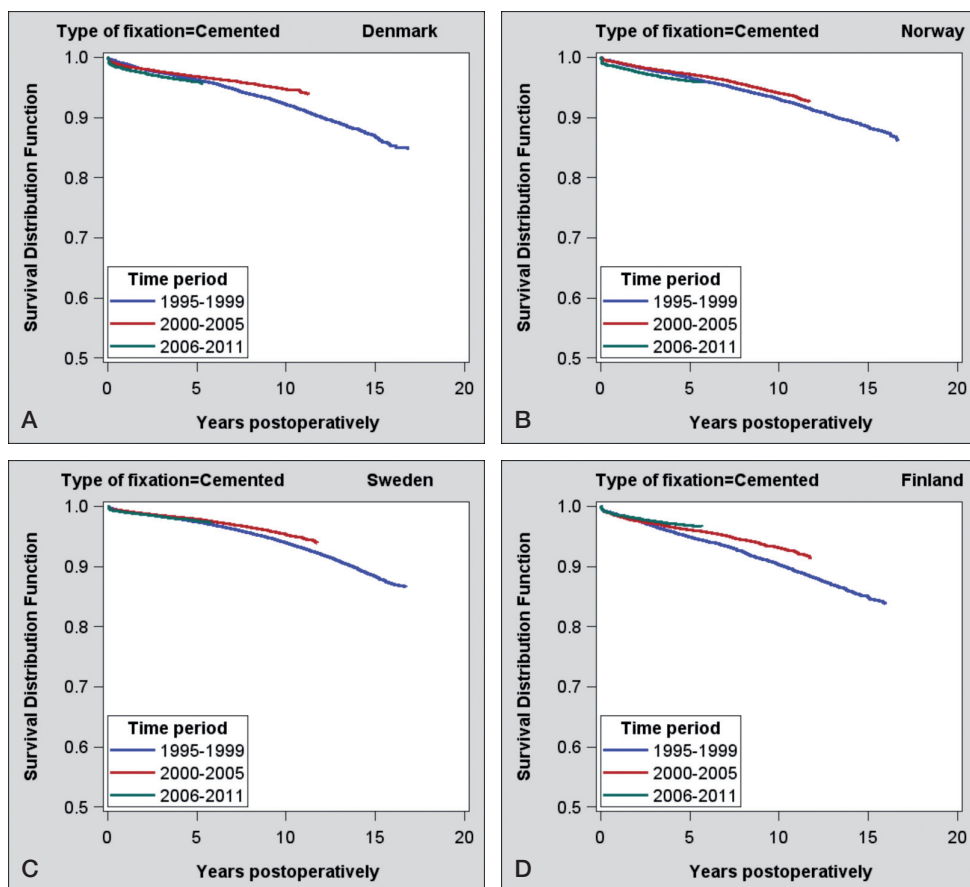 Type of fixation=Cemented Denmark
Survival Distribution Function
1.0
0.9
0.8
0.7
0.6
0.5
Time period
1995-1999
2000-2005
2006-2011
0 5 10 15 20
Years postoperatively
A
Type of fixation=Cemented Norway
Survival Distribution Function
1.0
0.9
0.8
0.7
0.6
0.5
Time period
1995-1999
2000-2005
2006-2011
0 5 10 15 20
Years postoperatively
B
Type of fixation=Cemented Sweden
Survival Distribution Function
1.0
0.9
0.8
0.7
0.6
0.5
Time period
1995-1999
2000-2005
2006-2011
0 5 10 15 20
Years postoperatively
C
Type of fixation=Cemented Finland
Survival Distribution Function
1.0
0.9
0.8
0.7
0.6
0.5
Time period
1995-1999
2000-2005
2006-2011
0 5 10 15 20
Years postoperatively
D